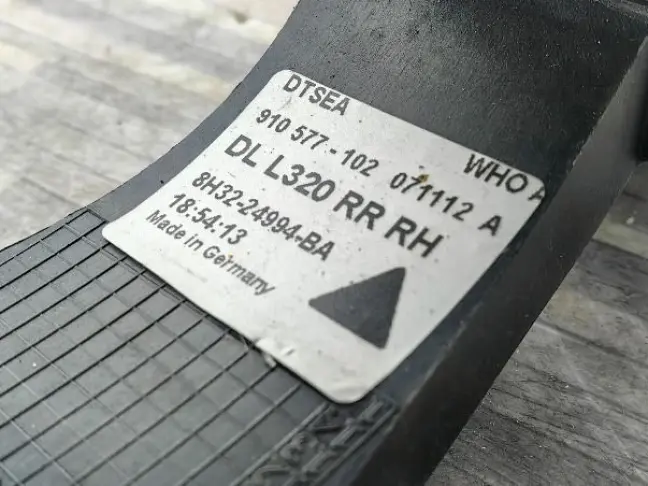 DTSEA WHO A
910 577-102 071112 A
DL L320 RR RH
8H32-24994-BA
18:54:13
Made in Germany